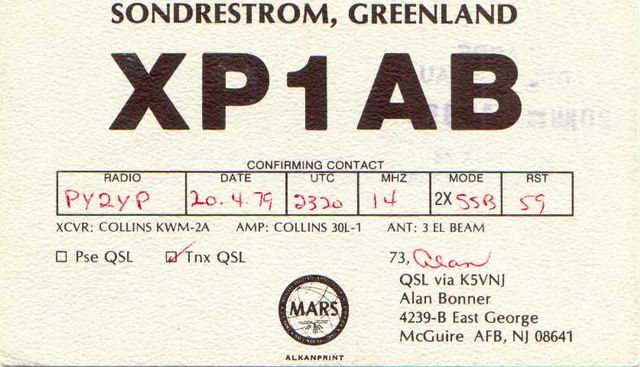 SONDRESTROM, GREENLAND
XP1AB
CONFIRMING CONTACT
RADIO DATE UTC MHZ MODE RST
PY2YP 20.4.79 2320 14 2X SSB 59
XCVR: COLLINS KWM-2A AMP: COLLINS 30L-1 ANT: 3 EL BEAM
Pse QSL Tnx QSL 73, Alan
QSL via K5VNJ
Alan Bonner
4239-B East George
McGuire AFB, NJ 08641
MARS
ALKANPRINT